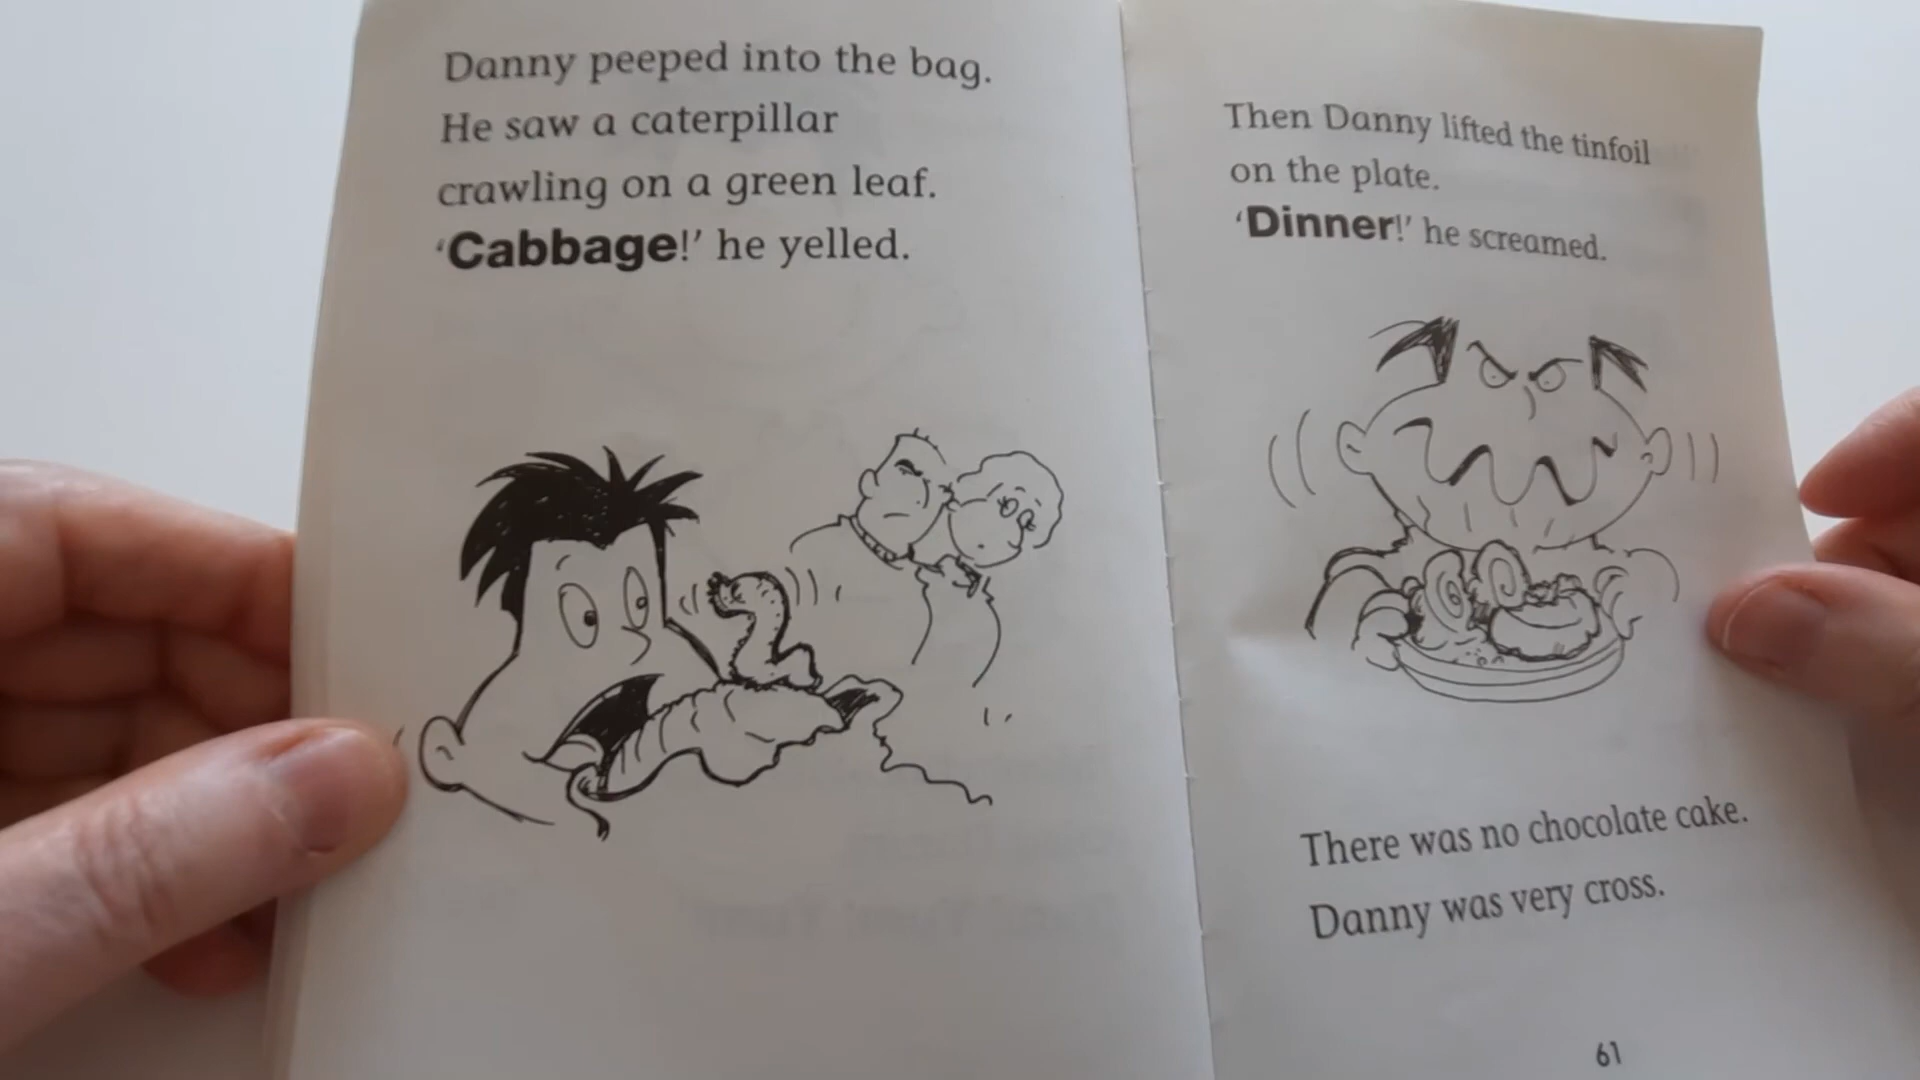 Danny peeped into the bag.
He saw a caterpillar
crawling on a green leaf.
‘Cabbage!’ he yelled.
Then Danny lifted the tinfoil
on the plate.
‘Dinner!’ he screamed.
There was no chocolate cake.
Danny was very cross.
61